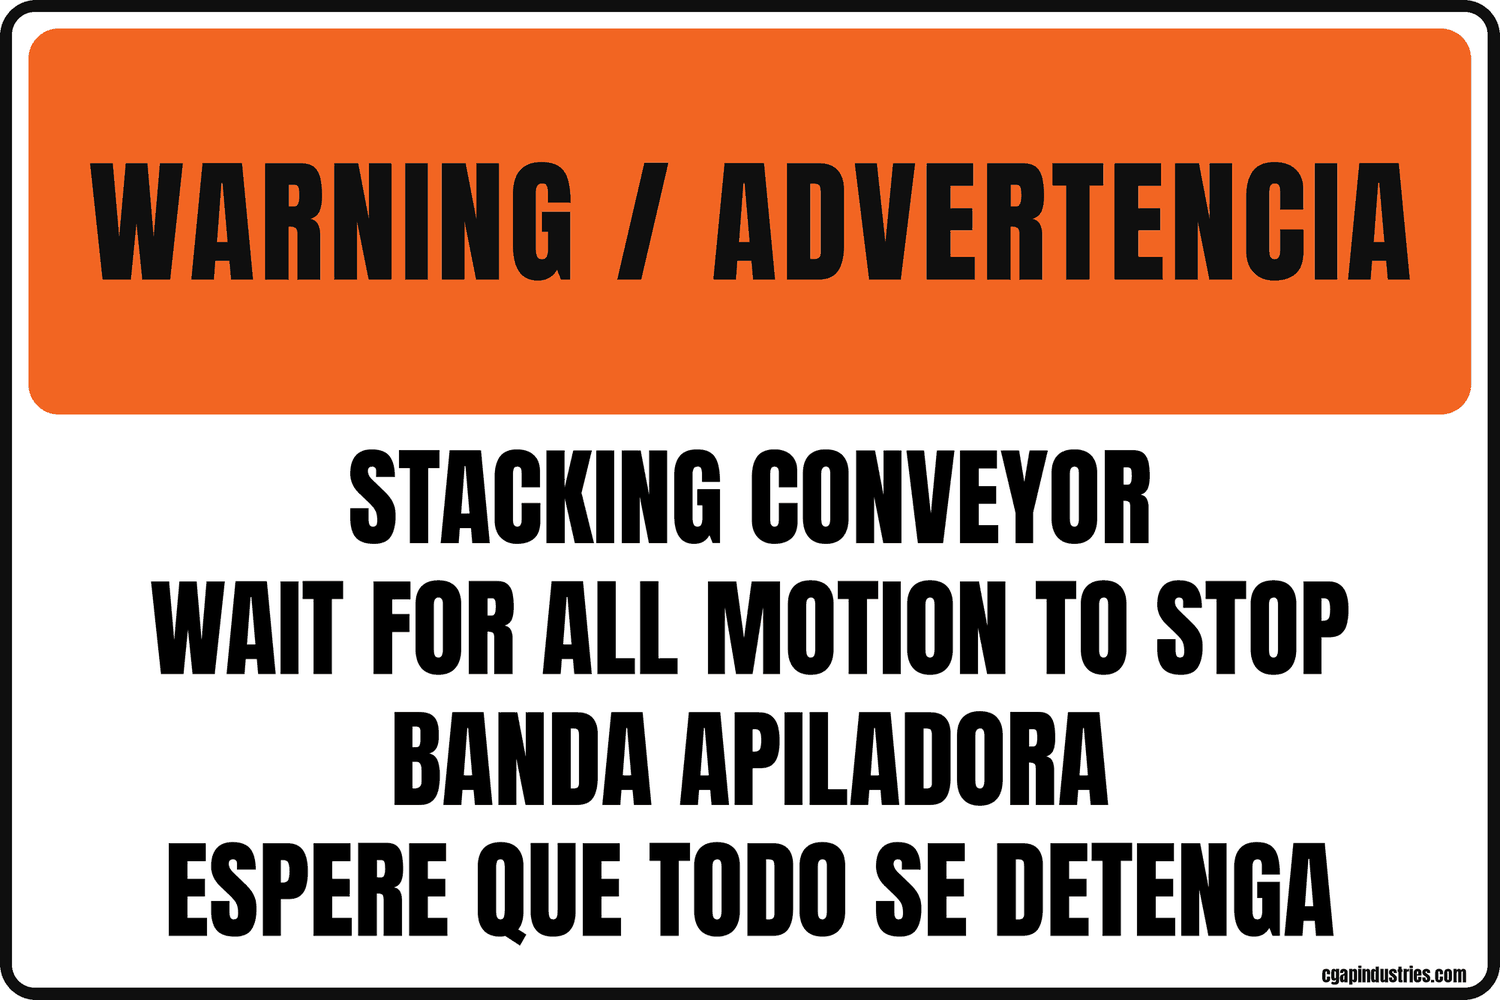 WARNING / ADVERTENCIA
STACKING CONVEYOR
WAIT FOR ALL MOTION TO STOP
BANDA APILADORA
ESPERE QUE TODO SE DETENGA
cgapindustries.com